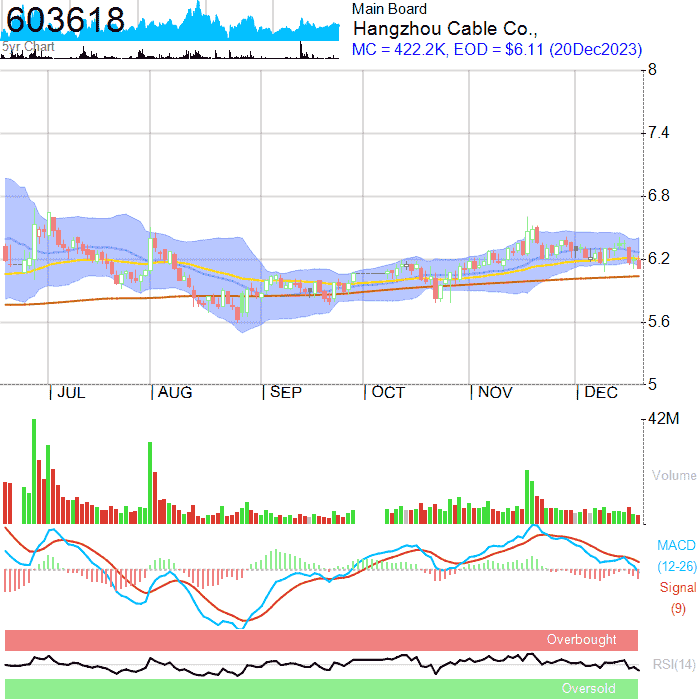 603618
5yr Chart
Main Board
Hangzhou Cable Co.,
MC = 422.2K, EOD = $6.11 (20Dec2023)
8
7.4
6.8
6.2
5.6
5
JUL AUG SEP OCT NOV DEC
42M
Volume
MACD
(12-26)
Signal
(9)
Overbought
RSI(14)
Oversold